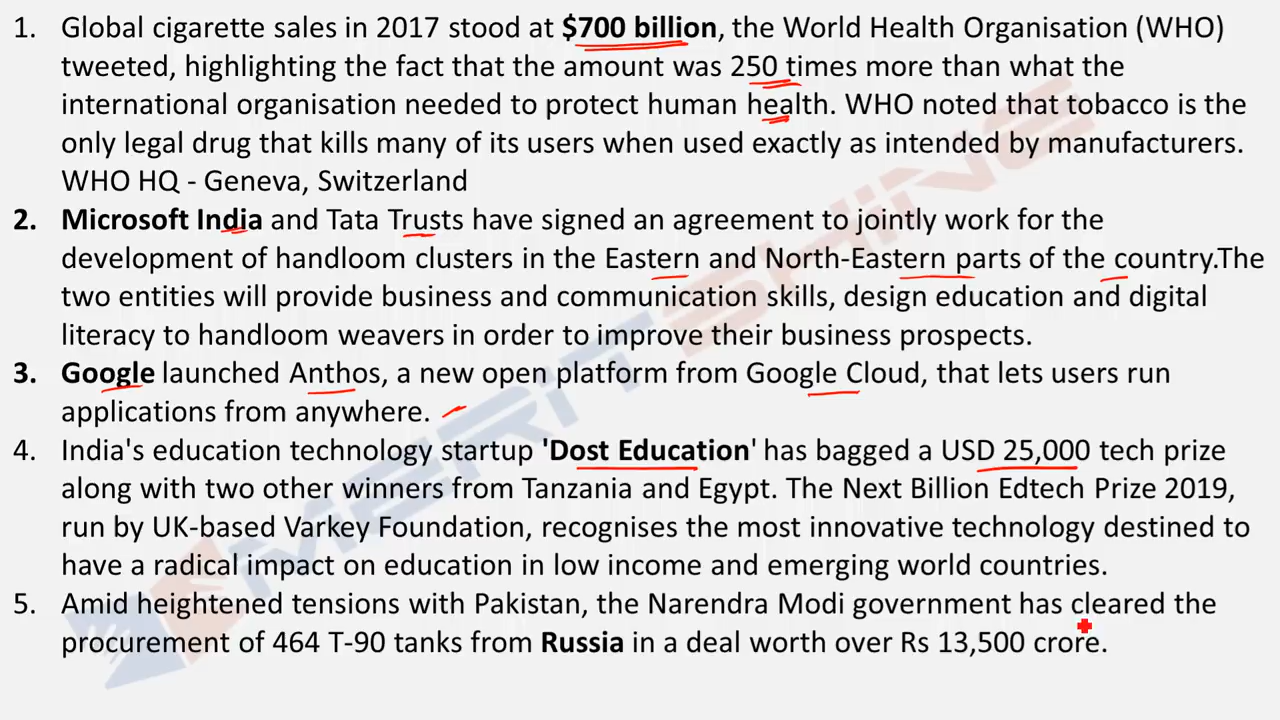 1. Global cigarette sales in 2017 stood at $700 billion, the World Health Organisation (WHO)
tweeted, highlighting the fact that the amount was 250 times more than what the
international organisation needed to protect human health. WHO noted that tobacco is the
only legal drug that kills many of its users when used exactly as intended by manufacturers.
WHO HQ - Geneva, Switzerland
2. Microsoft India and Tata Trusts have signed an agreement to jointly work for the
development of handloom clusters in the Eastern and North-Eastern parts of the country.The
two entities will provide business and communication skills, design education and digital
literacy to handloom weavers in order to improve their business prospects.
3. Google launched Anthos, a new open platform from Google Cloud, that lets users run
applications from anywhere.
4. India's education technology startup 'Dost Education' has bagged a USD 25,000 tech prize
along with two other winners from Tanzania and Egypt. The Next Billion Edtech Prize 2019,
run by UK-based Varkey Foundation, recognises the most innovative technology destined to
have a radical impact on education in low income and emerging world countries.
5. Amid heightened tensions with Pakistan, the Narendra Modi government has cleared the
procurement of 464 T-90 tanks from Russia in a deal worth over Rs 13,500 crore.
MERITSHINE